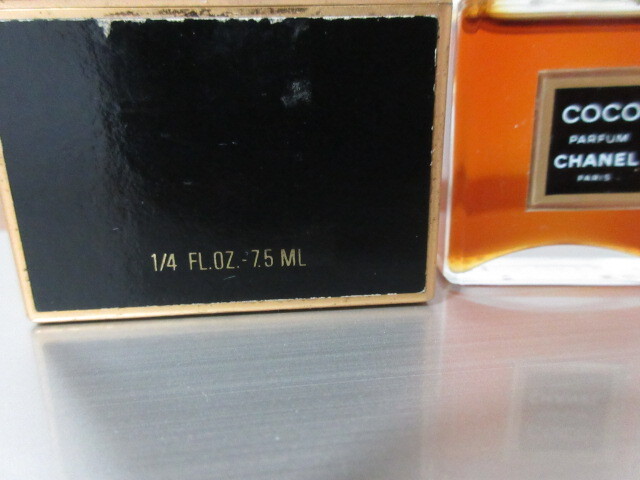 1/4 FL.OZ.-7.5 ML
COCO
PARFUM
CHANEL
PARIS